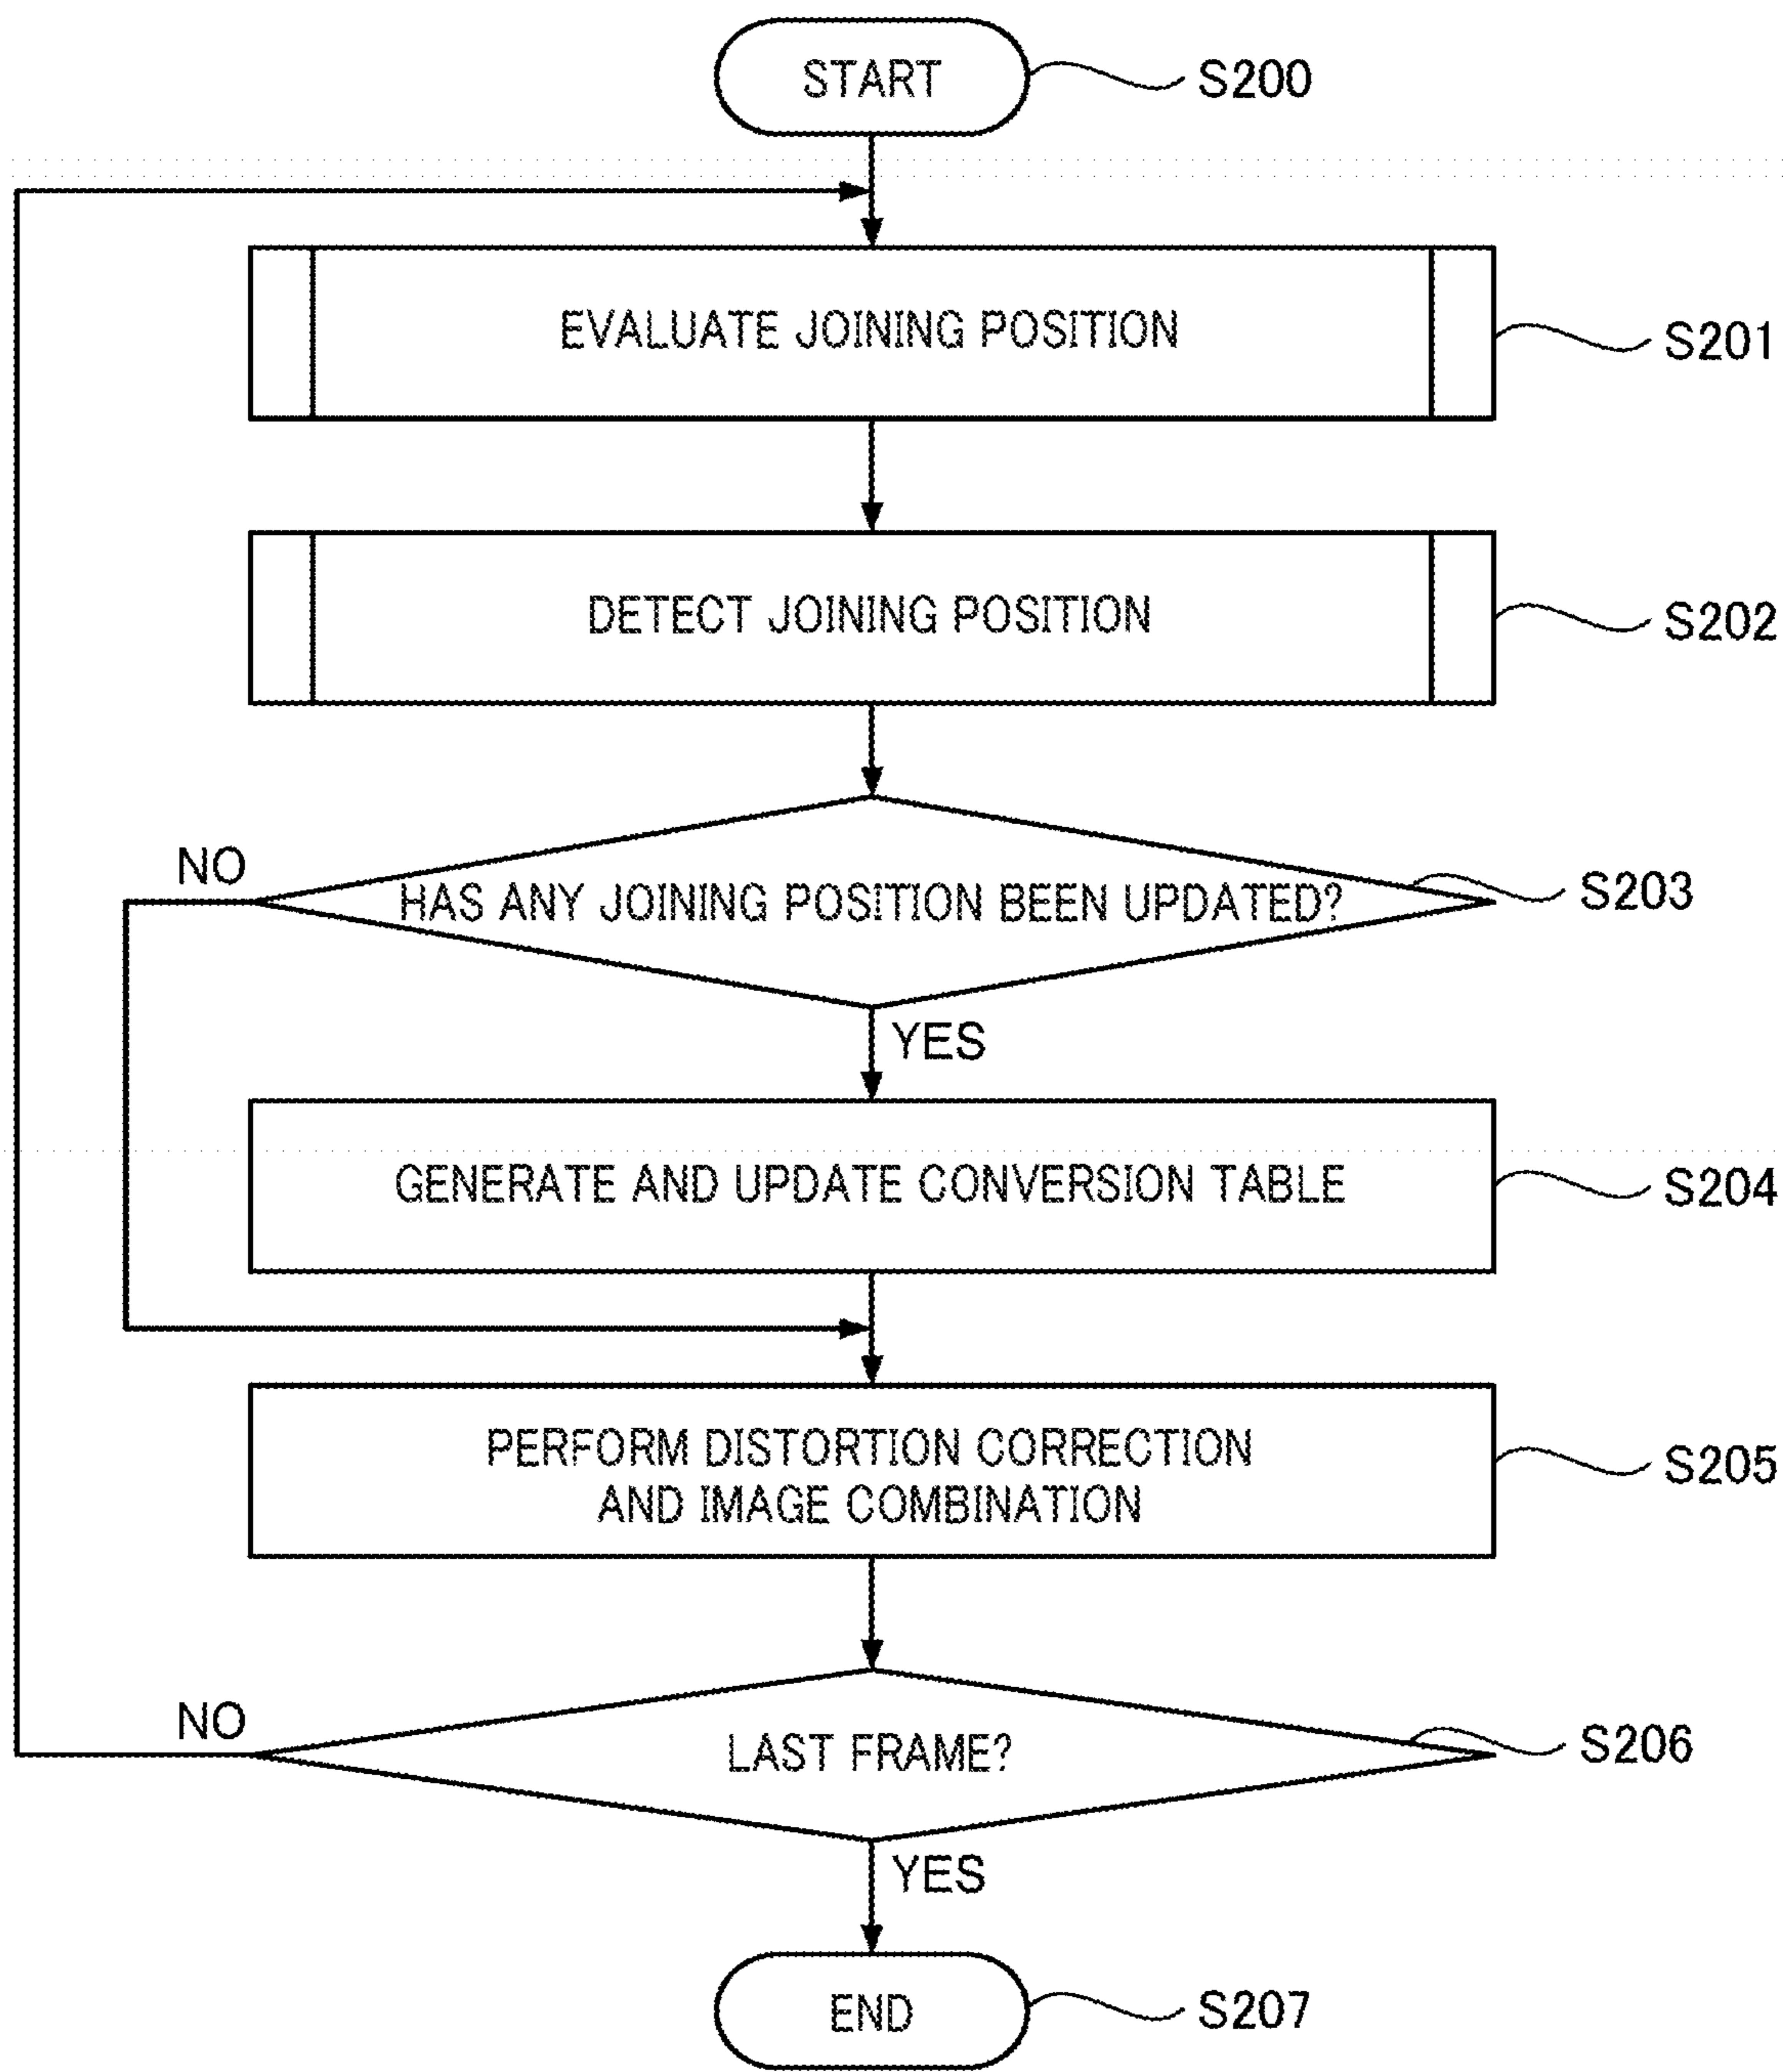 START
S200
EVALUATE JOINING POSITION
S201
DETECT JOINING POSITION
S202
NO
HAS ANY JOINING POSITION BEEN UPDATED?
S203
YES
GENERATE AND UPDATE CONVERSION TABLE
S204
PERFORM DISTORTION CORRECTION
AND IMAGE COMBINATION
S205
NO
LAST FRAME?
S206
YES
END
S207